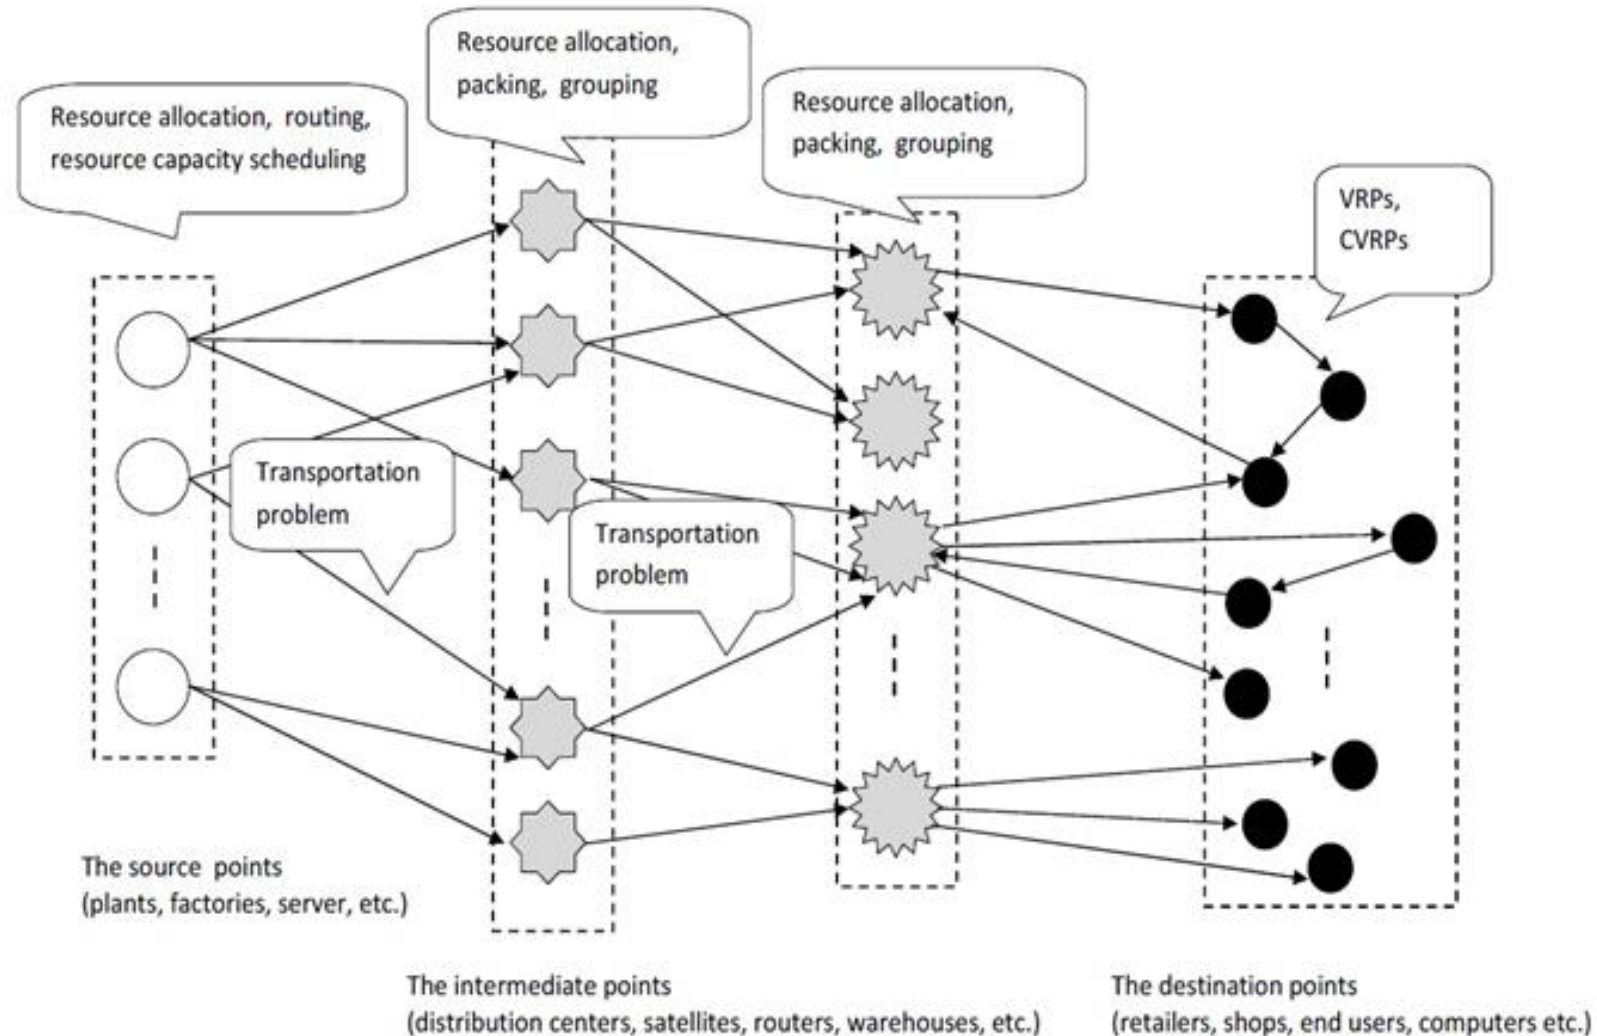 Resource allocation, routing,
resource capacity scheduling
Resource allocation,
packing, grouping
Resource allocation,
packing, grouping
VRPs,
CVRPs
Transportation
problem
Transportation
problem
The source points
(plants, factories, server, etc.)
The intermediate points
(distribution centers, satellites, routers, warehouses, etc.)
The destination points
(retailers, shops, end users, computers etc.)